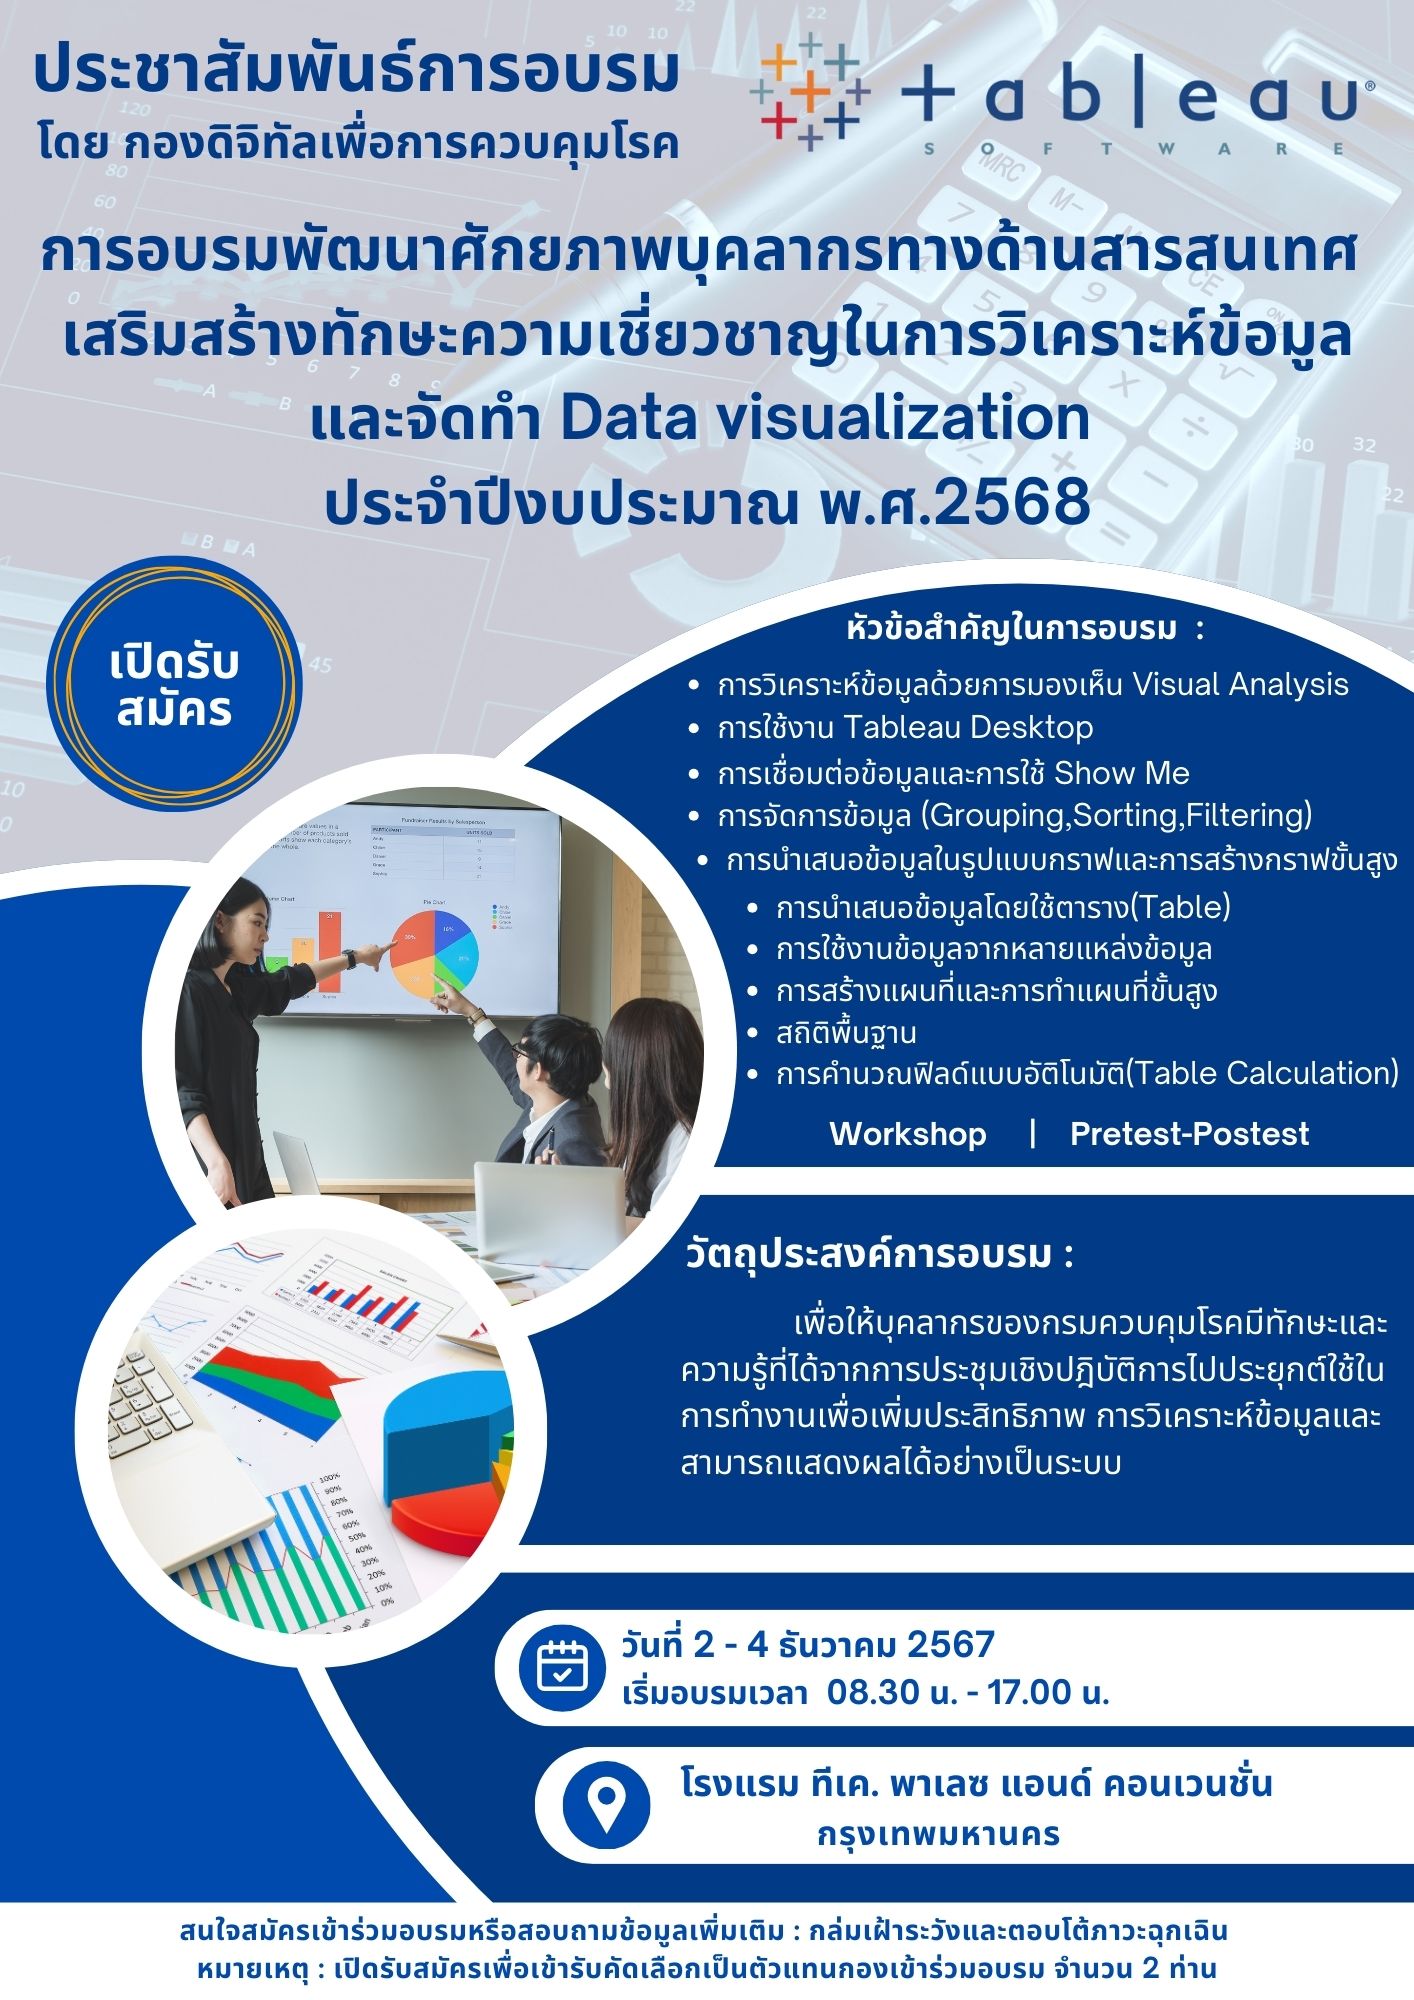 ประชาสัมพันธ์การอบรม
โดย กองดิจิทัลเพื่อการควบคุมโรค
+ableau®
SOFTWARE
การอบรมพัฒนาศักยภาพบุคลากรทางด้านสารสนเทศ
เสริมสร้างทักษะความเชี่ยวชาญในการวิเคราะห์ข้อมูล
และจัดทำ Data visualization
ประจำปีงบประมาณ พ.ศ.2568
เปิดรับ
สมัคร
หัวข้อสำคัญในการอบรม :
• การวิเคราะห์ข้อมูลด้วยการมองเห็น Visual Analysis
• การใช้งาน Tableau Desktop
• การเชื่อมต่อข้อมูลและการใช้ Show Me
• การจัดการข้อมูล (Grouping,Sorting,Filtering)
• การนำเสนอข้อมูลในรูปแบบกราฟและการสร้างกราฟขั้นสูง
• การนำเสนอข้อมูลโดยใช้ตาราง(Table)
• การใช้งานข้อมูลจากหลายแหล่งข้อมูล
• การสร้างแผนที่และการทำแผนที่ขั้นสูง
• สถิติพื้นฐาน
• การคำนวณฟิลด์แบบอัติโนมัติ(Table Calculation)
Workshop | Pretest-Postest
Fundraiser Results by Salesperson
PARTICIPANT UNITS SOLD
Pie Chart
วัตถุประสงค์การอบรม :
เพื่อให้บุคลากรของกรมควบคุมโรคมีทักษะและ
ความรู้ที่ได้จากการประชุมเชิงปฎิบัติการไปประยุกต์ใช้ใน
การทำงานเพื่อเพิ่มประสิทธิภาพ การวิเคราะห์ข้อมูลและ
สามารถแสดงผลได้อย่างเป็นระบบ
วันที่ 2 - 4 ธันวาคม 2567
เริ่มอบรมเวลา 08.30 น. - 17.00 น.
โรงแรม ทีเค. พาเลซ แอนด์ คอนเวนชั่น
กรุงเทพมหานคร
สนใจสมัครเข้าร่วมอบรมหรือสอบถามข้อมูลเพิ่มเติม : กล่มเฝ้าระวังและตอบโต้ภาวะฉุกเฉิน
หมายเหตุ : เปิดรับสมัครเพื่อเข้ารับคัดเลือกเป็นตัวแทนกองเข้าร่วมอบรม จำนวน 2 ท่าน